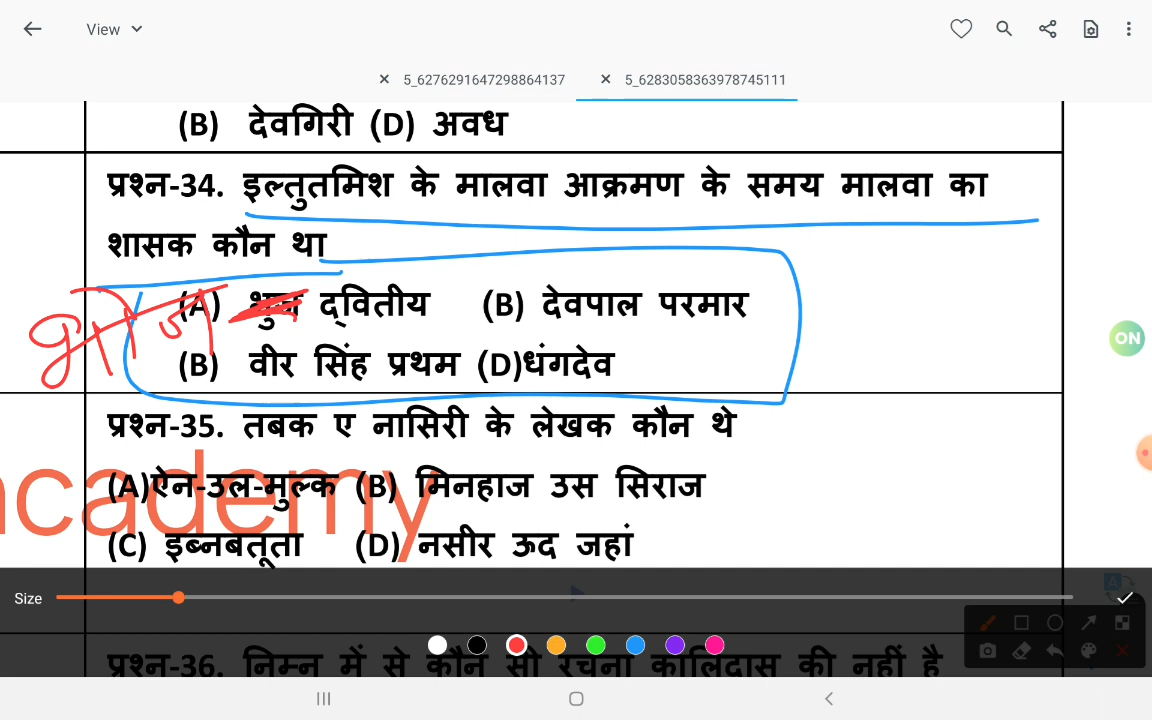 View
5_6276291647298864137 5_6283058363978745111
(B) देवगिरी (D) अवध
प्रश्न-34. इल्तुतमिश के मालवा आक्रमण के समय मालवा का
शासक कौन था
भोज
(A) द्वितीय (B) देवपाल परमार
(B) वीर सिंह प्रथम (D)धंगदेव
प्रश्न-35. तबक ए नासिरी के लेखक कौन थे
(A)ऐन-उल-मुल्क (B) मिनहाज उस सिराज
cademy
(C) इब्नबतूता (D) नसीर ऊद जहां
Size
प्रश्न-36. निम्न में से कौन सी रचना कालिदास की नहीं है
ON